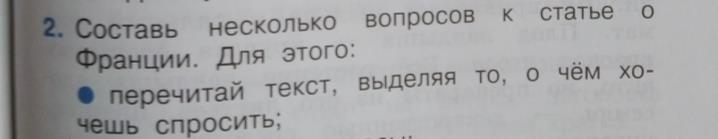 2. Составь несколько вопросов к статье о
Франции. Для этого:
● перечитай текст, выделяя то, о чём хо-
чешь спросить;